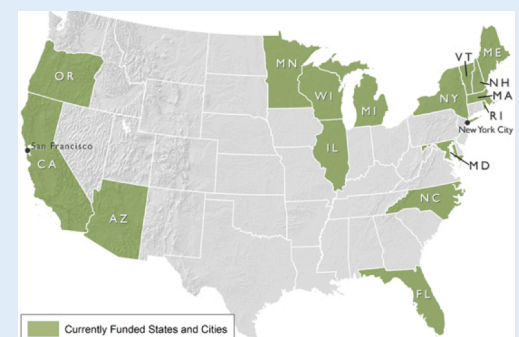 VT
ME
MN
OR
NH
WI
MA
NY
MI
RI
New York City
San Francisco
IL
CA
MD
NC
AZ
FL
Currently Funded States and Cities